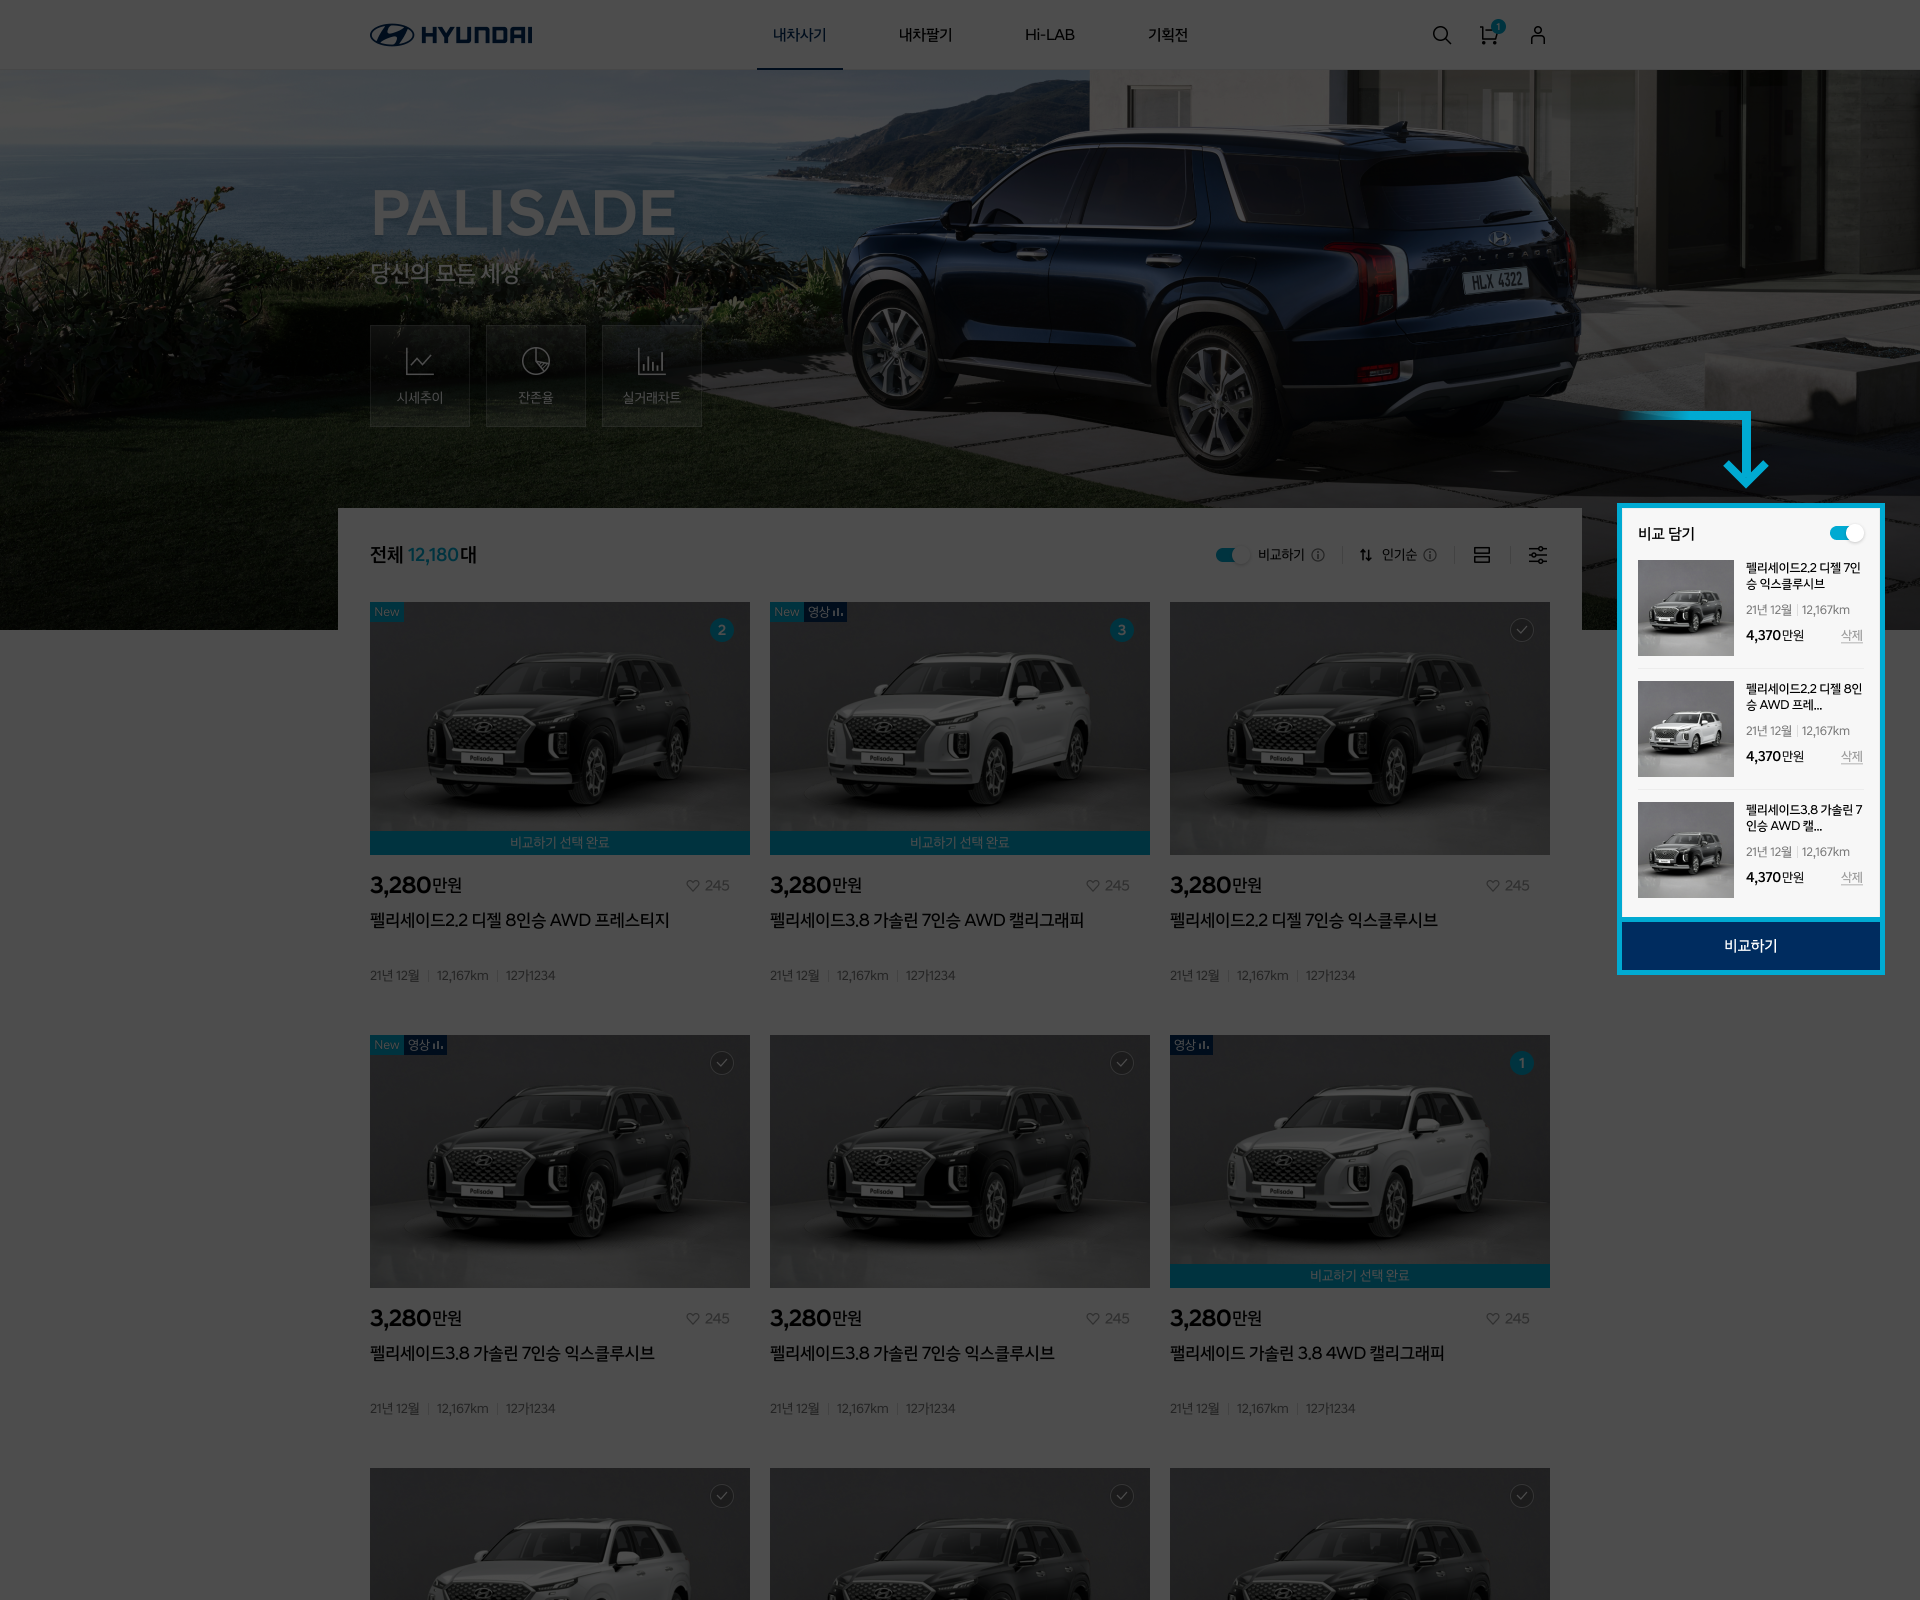 HYUNDAI
내차사기 내차팔기 Hi-LAB 기획전
1
PALISADE
당신의 모든 세상
HLX 4322
시세추이 잔존율 실거래차트
전체 12,180대
비교하기 인기순
New
2
New 영상
3
Palisade
Palisade
Palisade
비교하기 선택 완료
비교하기 선택 완료
3,280만원 245
3,280만원 245
3,280만원 245
펠리세이드2.2 디젤 8인승 AWD 프레스티지
펠리세이드3.8 가솔린 7인승 AWD 캘리그래피
펠리세이드2.2 디젤 7인승 익스클루시브
21년 12월 12,167km 12가1234
21년 12월 12,167km 12가1234
21년 12월 12,167km 12가1234
New 영상
영상
1
Palisade
Palisade
Palisade
비교하기 선택 완료
3,280만원 245
3,280만원 245
3,280만원 245
펠리세이드3.8 가솔린 7인승 익스클루시브
펠리세이드3.8 가솔린 7인승 익스클루시브
팰리세이드 가솔린 3.8 4WD 캘리그래피
21년 12월 12,167km 12가1234
21년 12월 12,167km 12가1234
21년 12월 12,167km 12가1234
비교 담기
펠리세이드2.2 디젤 7인
승 익스클루시브
21년 12월 12,167km
4,370만원 삭제
펠리세이드2.2 디젤 8인
승 AWD 프레...
21년 12월 12,167km
4,370만원 삭제
펠리세이드3.8 가솔린 7
인승 AWD 캘...
21년 12월 12,167km
4,370만원 삭제
비교하기